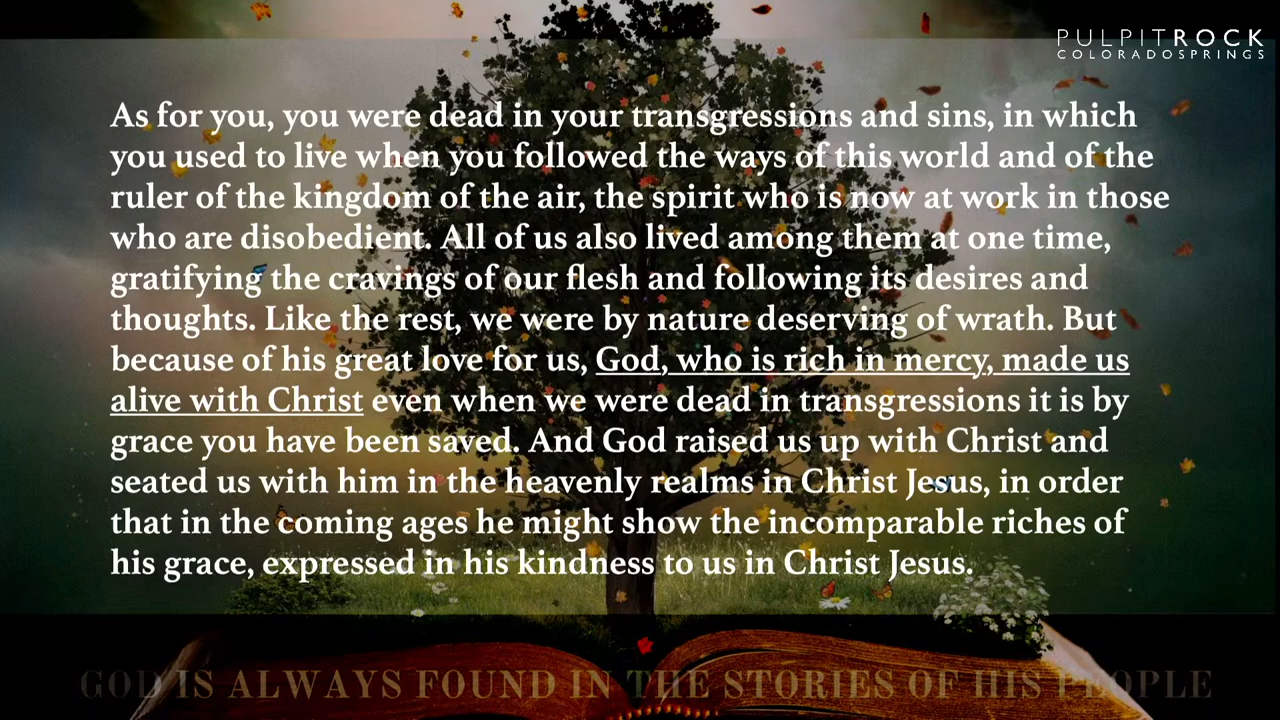 PULPITROCK
COLORADOSPRINGS
As for you, you were dead in your transgressions and sins, in which
you used to live when you followed the ways of this world and of the
ruler of the kingdom of the air, the spirit who is now at work in those
who are disobedient. All of us also lived among them at one time,
gratifying the cravings of our flesh and following its desires and
thoughts. Like the rest, we were by nature deserving of wrath. But
because of his great love for us, God, who is rich in mercy, made us
alive with Christ even when we were dead in transgressions it is by
grace you have been saved. And God raised us up with Christ and
seated us with him in the heavenly realms in Christ Jesus, in order
that in the coming ages he might show the incomparable riches of
his grace, expressed in his kindness to us in Christ Jesus.
GOD IS ALWAYS FOUND IN THE STORIES OF HIS PEOPLE